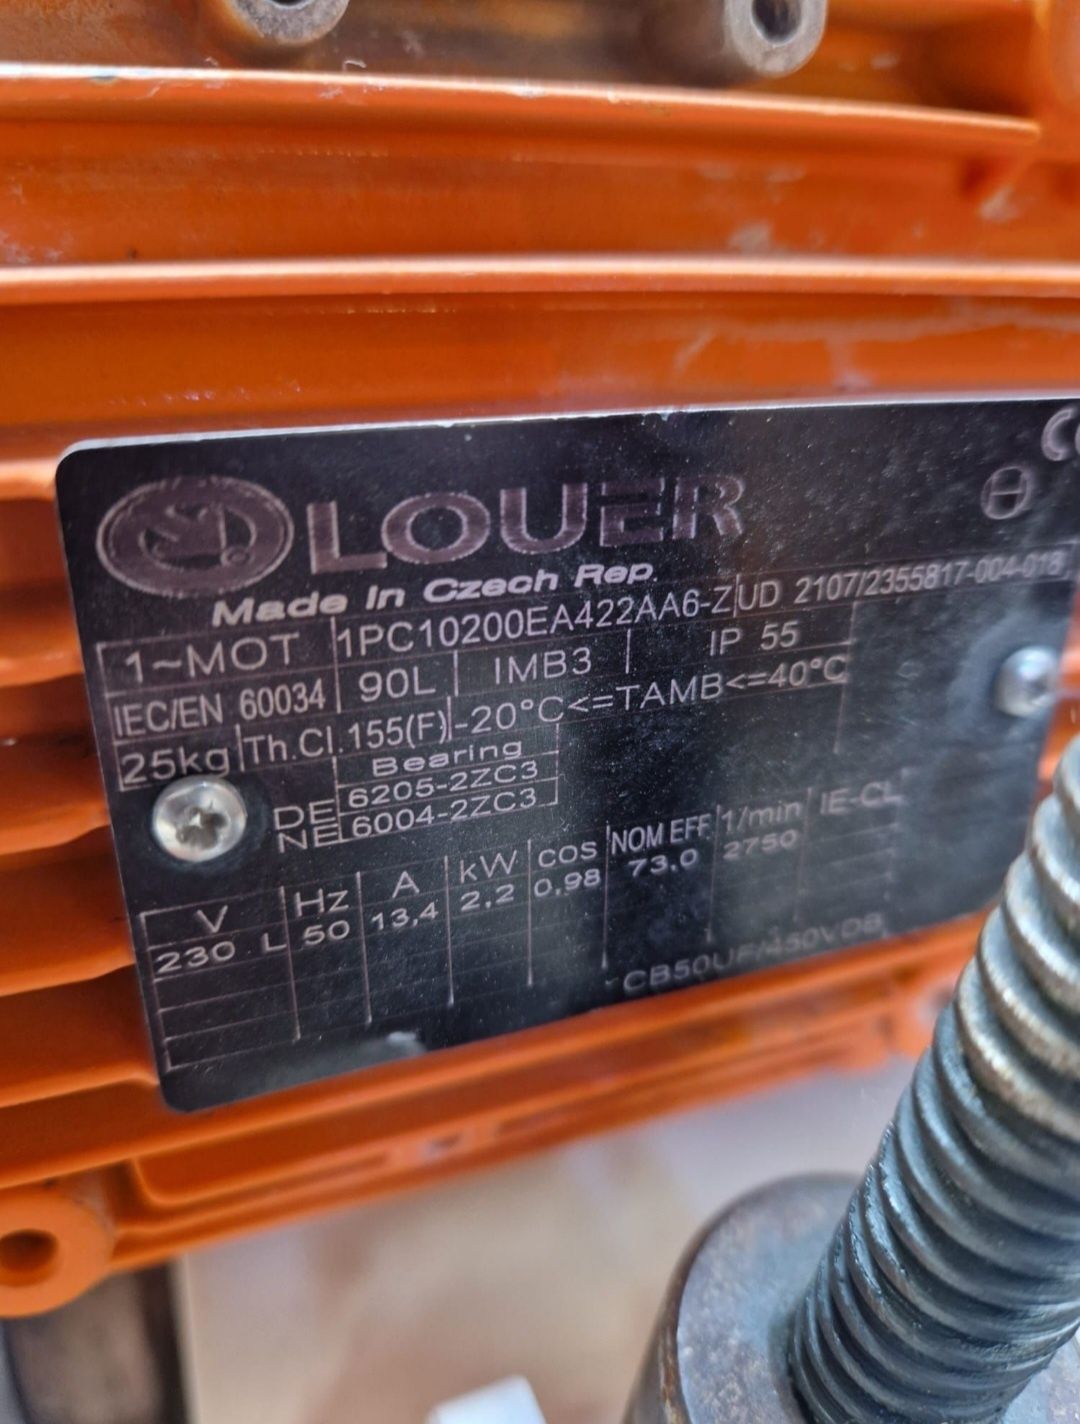 LOUER
Made In Czech Rep.
1~MOT 1PC10200EA422AA6-Z UD 2107/2355817-004-018
IEC/EN 60034 90L IMB3 IP 55
25kg Th.Cl.155(F) -20°C<=TAMB<=40°C
Bearing
DE 6205-2ZC3
NE 6004-2ZC3
V Hz A kW cos NOM EFF 1/min IE-CL
230 L 50 13,4 2,2 0,98 73,0 2750
CB50UF/450VDB